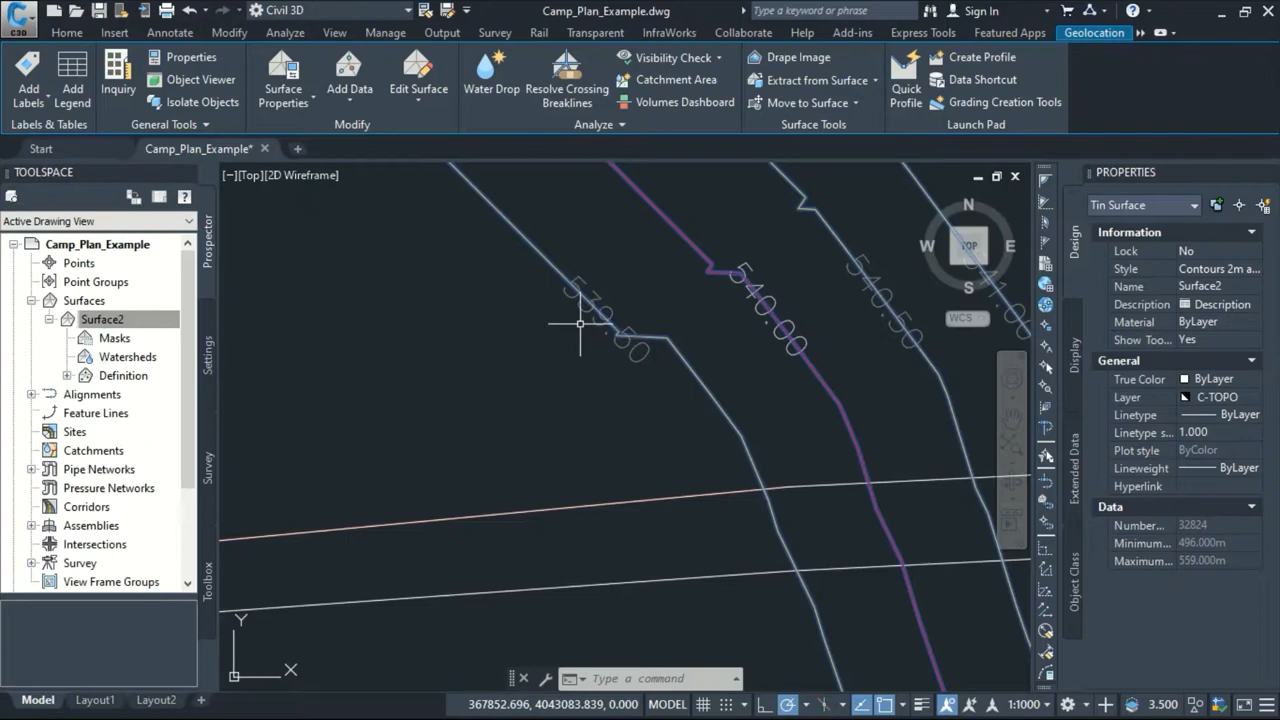 C3D
Civil 3D
Camp_Plan_Example.dwg
Type a keyword or phrase
Sign In
Home Insert Annotate Modify Analyze View Manage Output Survey Rail Transparent InfraWorks Collaborate Help Add-ins Express Tools Featured Apps Geolocation
Add Labels
Add Legend
Labels & Tables
Inquiry
Properties
Object Viewer
Isolate Objects
General Tools
Surface Properties
Add Data
Edit Surface
Modify
Water Drop
Resolve Crossing Breaklines
Visibility Check
Catchment Area
Volumes Dashboard
Analyze
Drape Image
Extract from Surface
Move to Surface
Surface Tools
Quick Profile
Create Profile
Data Shortcut
Grading Creation Tools
Launch Pad
Start
Camp_Plan_Example*
TOOLSPACE
Active Drawing View
Camp_Plan_Example
Points
Point Groups
Surfaces
Surface2
Masks
Watersheds
Definition
Alignments
Feature Lines
Sites
Catchments
Pipe Networks
Pressure Networks
Corridors
Assemblies
Intersections
Survey
View Frame Groups
Prospector
Settings
Survey
Toolbox
[−][Top][2D Wireframe]
539.50
540.00
540.50
541.00
N
W TOP E
S
WCS
Y
X
Type a command
PROPERTIES
Tin Surface
Design
Display
Extended Data
Object Class
Information
Lock No
Style Contours 2m a...
Name Surface2
Description Description
Material ByLayer
Show Too... Yes
General
True Color ByLayer
Layer C-TOPO
Linetype ByLayer
Linetype s... 1.000
Plot style ByColor
Lineweight ByLayer
Hyperlink
Data
Number... 32824
Minimum... 496.000m
Maximum... 559.000m
Model Layout1 Layout2
367852.696, 4043083.839, 0.000 MODEL 1:1000 3.500